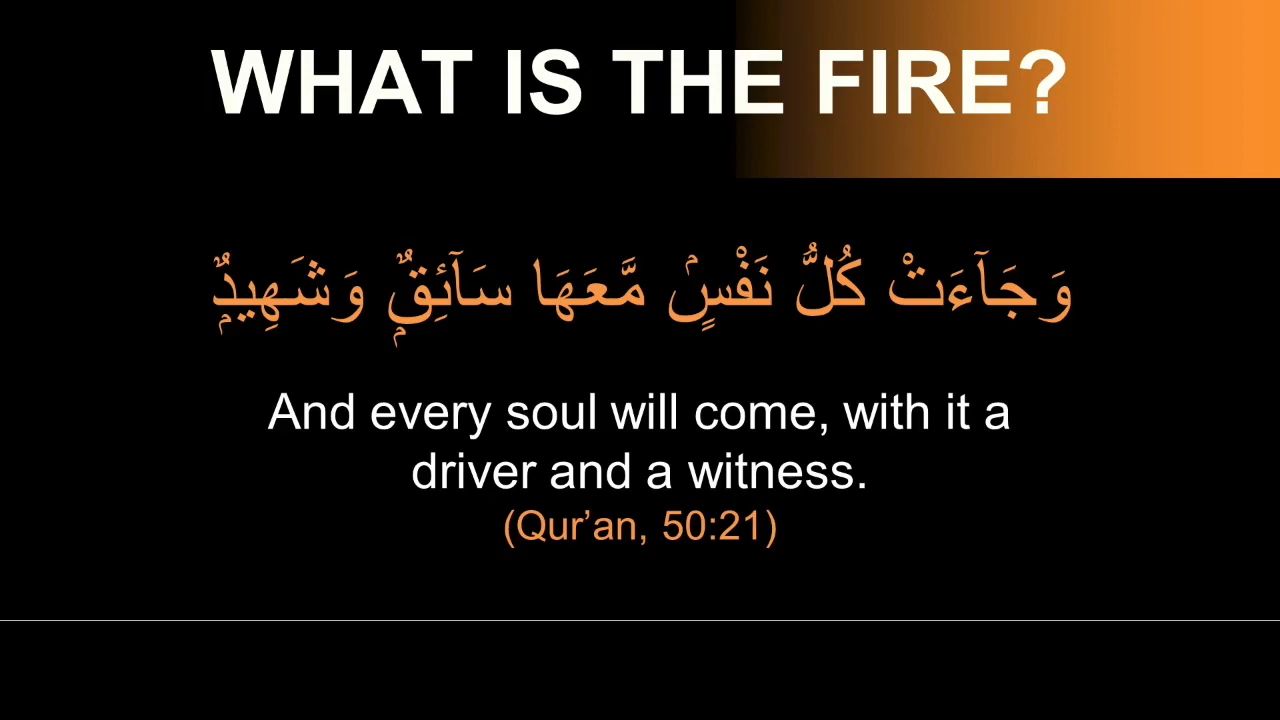 WHAT IS THE FIRE?
وَجَآءَتْ كُلُّ نَفْسٍۢ مَّعَهَا سَآئِقٌۭ وَشَهِيدٌۭ
And every soul will come, with it a
driver and a witness.
(Qur’an, 50:21)